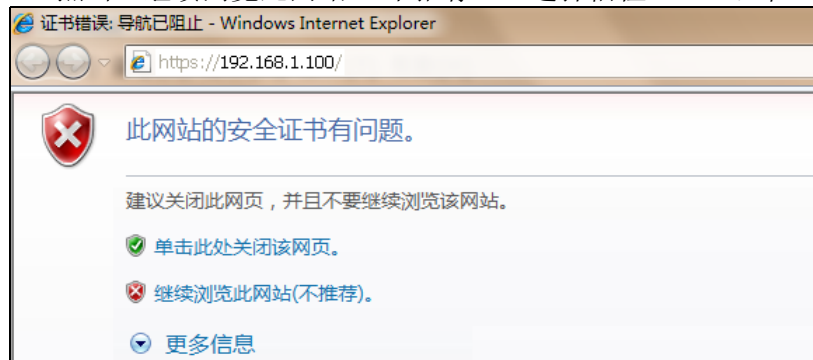 证书错误: 导航已阻止 - Windows Internet Explorer
https://192.168.1.100/
此网站的安全证书有问题。
建议关闭此网页，并且不要继续浏览该网站。
单击此处关闭该网页。
继续浏览此网站(不推荐)。
更多信息